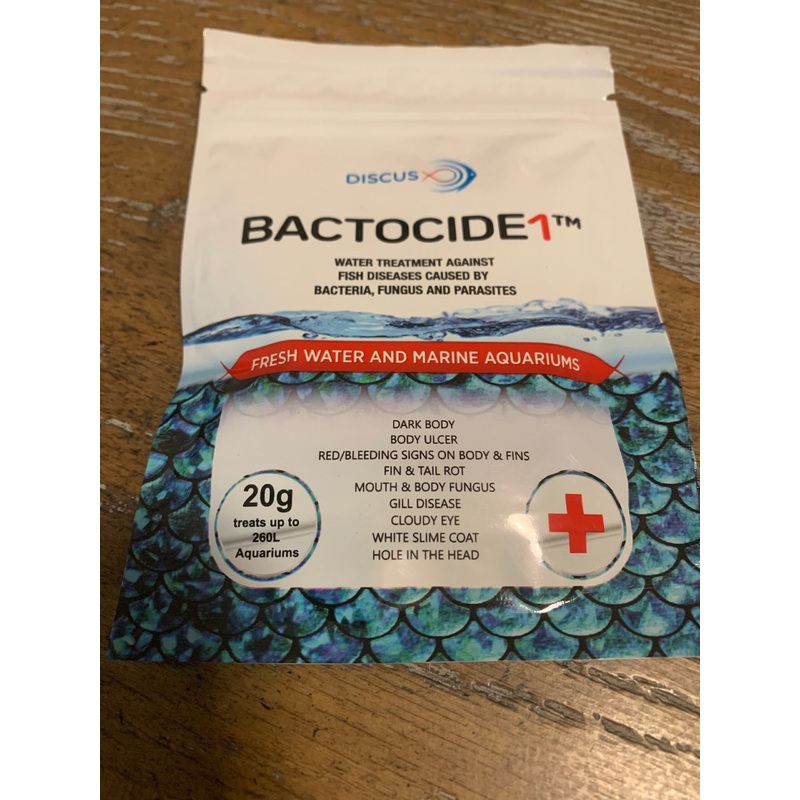 DISCUS
BACTOCIDE1™
WATER TREATMENT AGAINST
FISH DISEASES CAUSED BY
BACTERIA, FUNGUS AND PARASITES
FRESH WATER AND MARINE AQUARIUMS
DARK BODY
BODY ULCER
RED/BLEEDING SIGNS ON BODY & FINS
FIN & TAIL ROT
MOUTH & BODY FUNGUS
GILL DISEASE
CLOUDY EYE
WHITE SLIME COAT
HOLE IN THE HEAD
20g
treats up to
260L
Aquariums